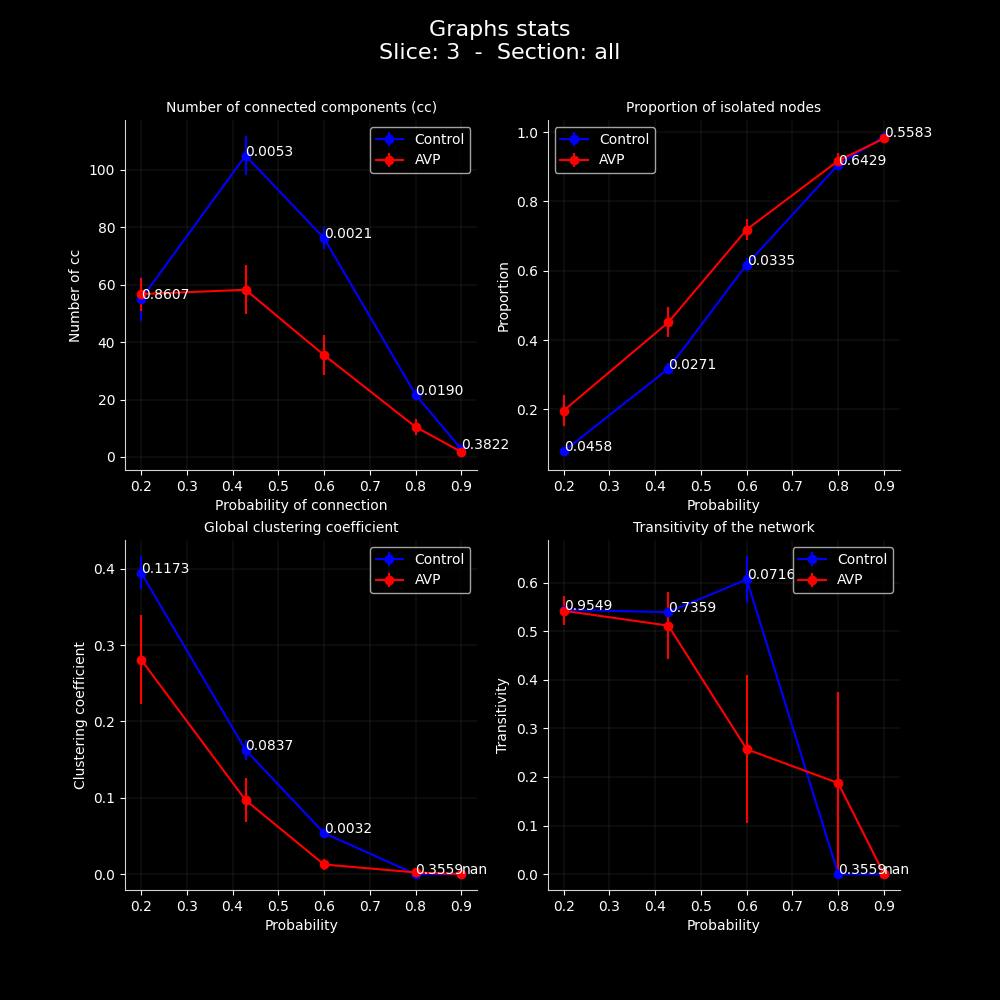 Graphs stats
Slice: 3 - Section: all
Number of connected components (cc)
Control
AVP
0.8607
0.0053
0.0021
0.0190
0.3822
Number of cc
100
80
60
40
20
0
0.2 0.3 0.4 0.5 0.6 0.7 0.8 0.9
Probability of connection
Proportion of isolated nodes
Control
AVP
0.0458
0.0271
0.0335
0.6429
0.5583
Proportion
1.0
0.8
0.6
0.4
0.2
0.2 0.3 0.4 0.5 0.6 0.7 0.8 0.9
Probability
Global clustering coefficient
Control
AVP
0.1173
0.0837
0.0032
0.3559
nan
Clustering coefficient
0.4
0.3
0.2
0.1
0.0
0.2 0.3 0.4 0.5 0.6 0.7 0.8 0.9
Probability
Transitivity of the network
Control
AVP
0.9549
0.7359
0.0716
0.3559
nan
Transitivity
0.6
0.5
0.4
0.3
0.2
0.1
0.0
0.2 0.3 0.4 0.5 0.6 0.7 0.8 0.9
Probability